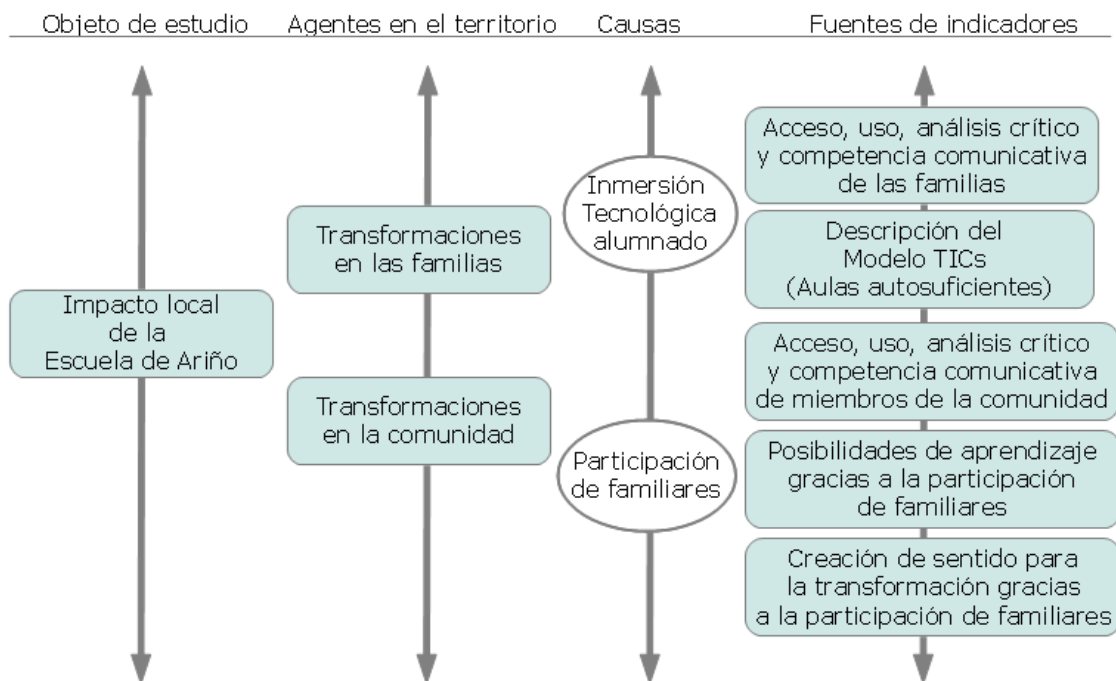 Objeto de estudio
Agentes en el territorio
Causas
Fuentes de indicadores
Impacto local
de la
Escuela de Ariño
Transformaciones
en las familias
Transformaciones
en la comunidad
Inmersión
Tecnológica
alumnado
Participación
de familiares
Acceso, uso, análisis crítico
y competencia comunicativa
de las familias
Descripción del
Modelo TICs
(Aulas autosuficientes)
Acceso, uso, análisis crítico
y competencia comunicativa
de miembros de la comunidad
Posibilidades de aprendizaje
gracias a la participación
de familiares
Creación de sentido para
la transformación gracias
a la participación de familiares